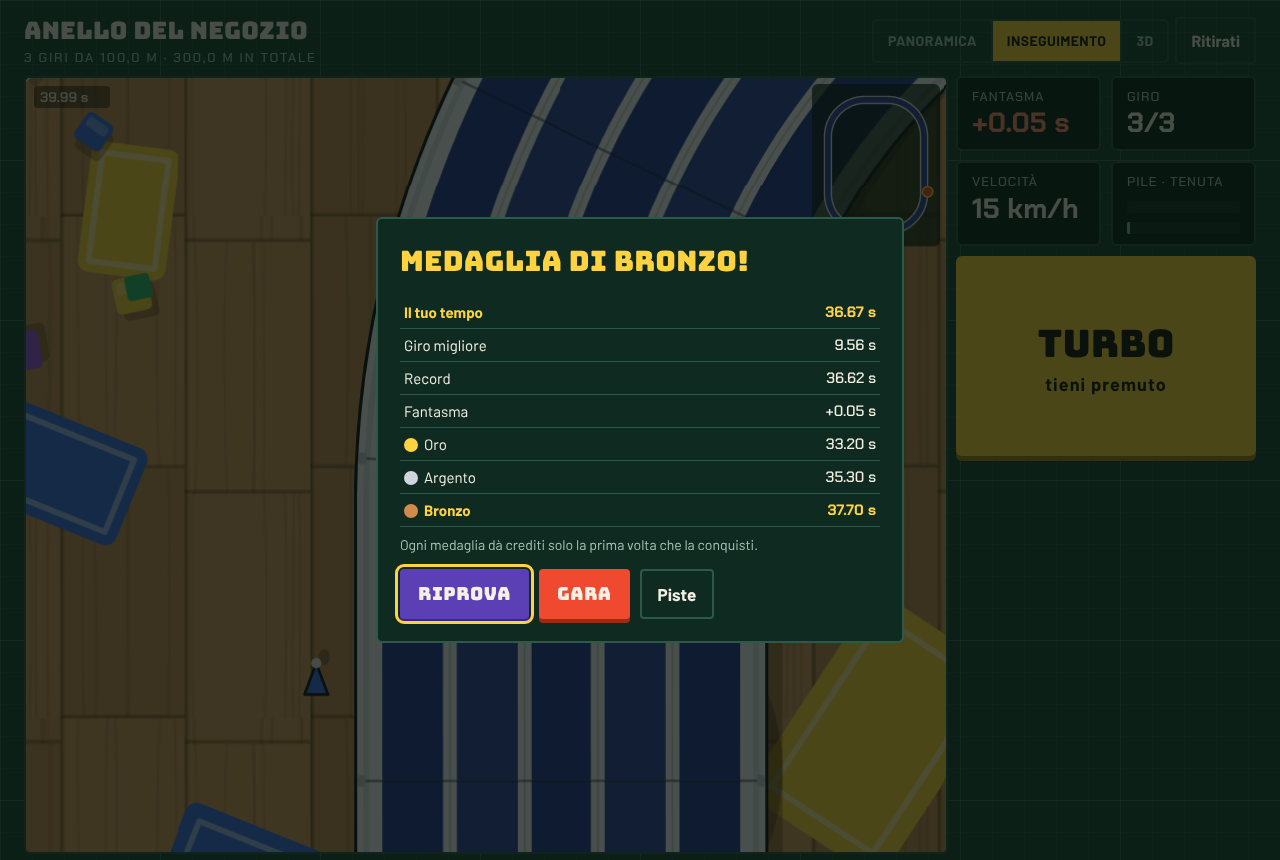 ANELLO DEL NEGOZIO
3 GIRI DA 100,0 M · 300,0 M IN TOTALE
PANORAMICA
INSEGUIMENTO
3D
Ritirati
39.99 s
FANTASMA
+0.05 s
GIRO
3/3
VELOCITÀ
15 km/h
PILE · TENUTA
TURBO
tieni premuto
MEDAGLIA DI BRONZO!
Il tuo tempo 36.67 s
Giro migliore 9.56 s
Record 36.62 s
Fantasma +0.05 s
Oro 33.20 s
Argento 35.30 s
Bronzo 37.70 s
Ogni medaglia dà crediti solo la prima volta che la conquisti.
RIPROVA
GARA
Piste